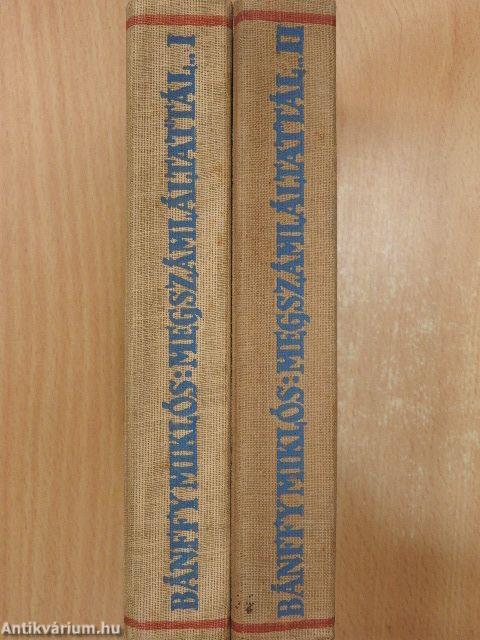 BÁNFFY MIKLÓS: MEGSZÁMLÁLTATTÁL... I
BÁNFFY MIKLÓS: MEGSZÁMLÁLTATTÁL... II
Antikvárium.hu